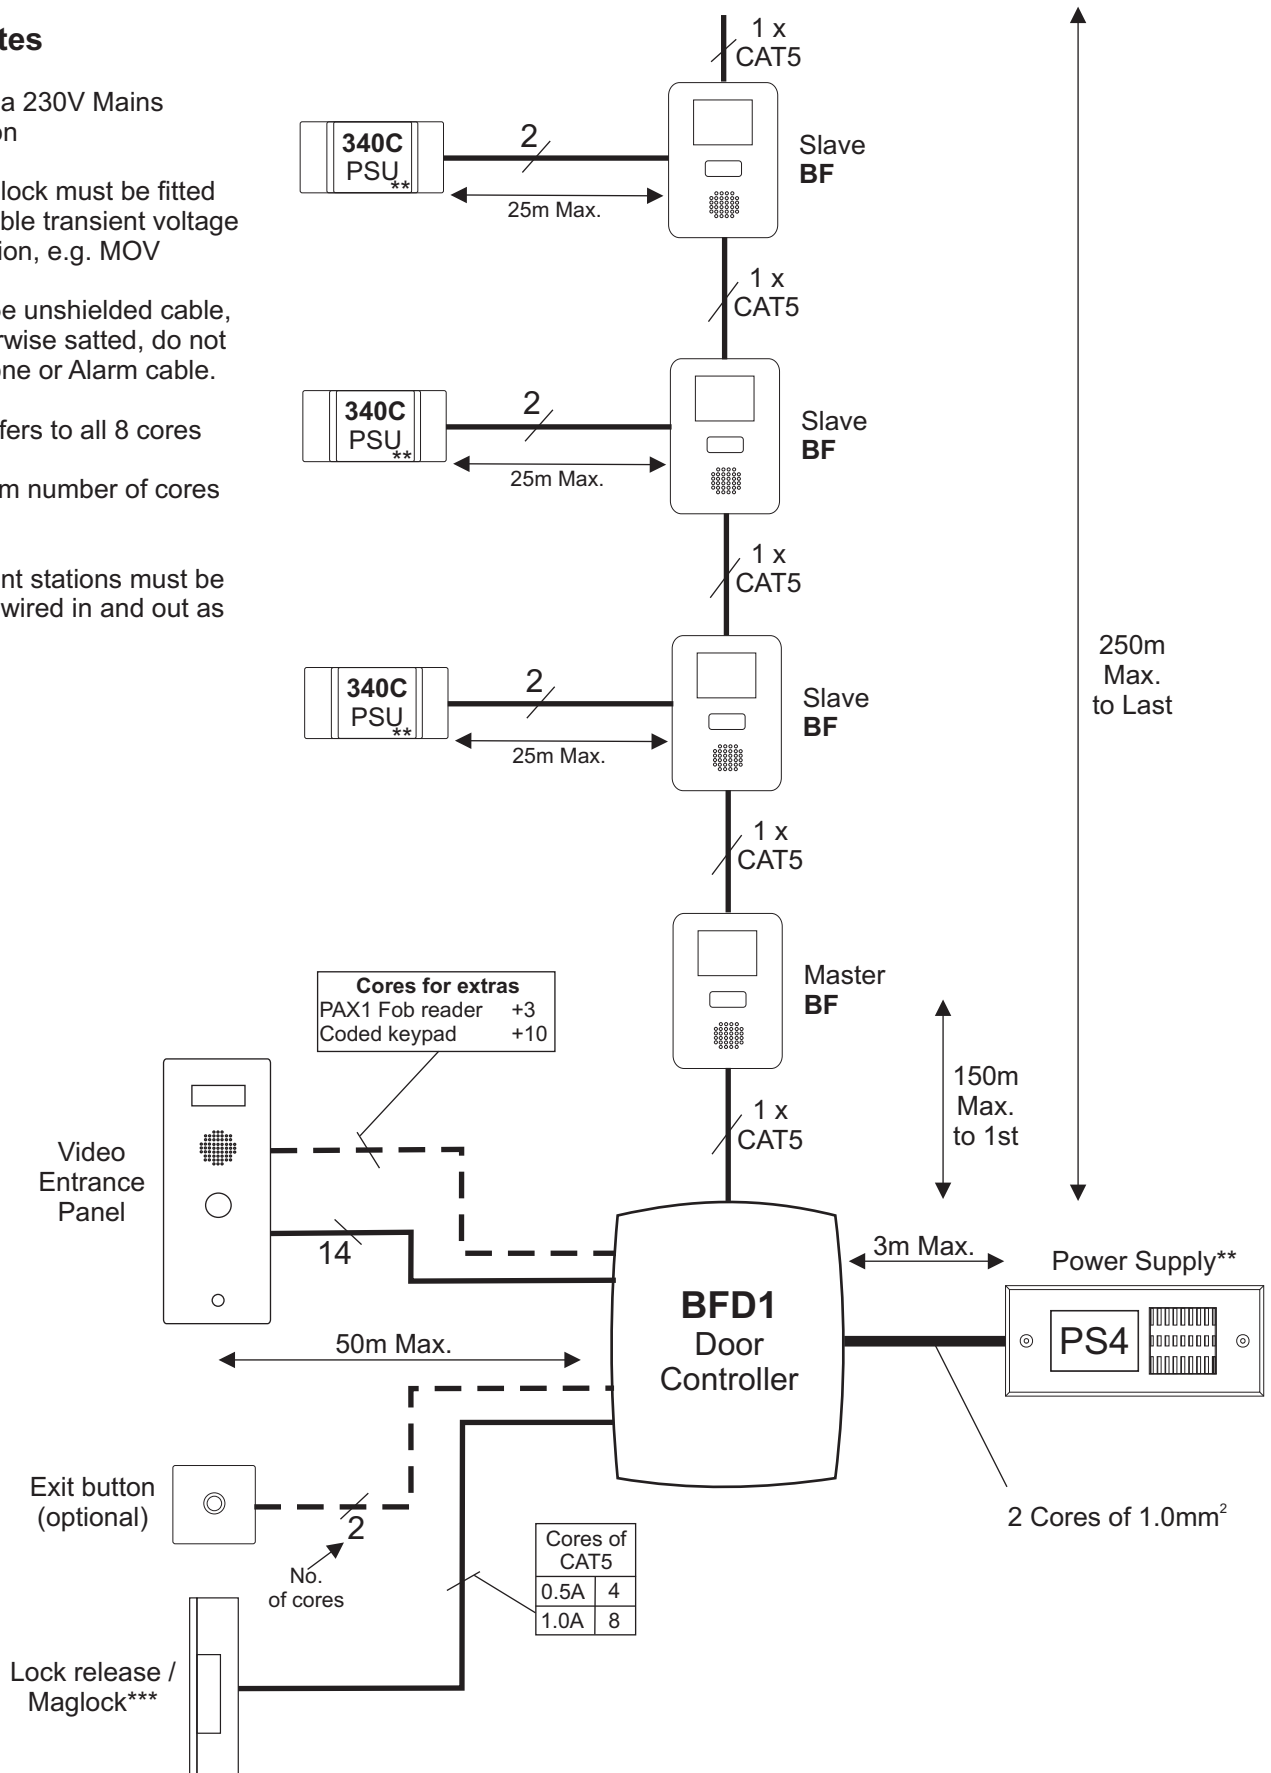 tes
a 230V Mains
on
lock must be fitted
ble transient voltage
ion, e.g. MOV
be unshielded cable,
rwise satted, do not
one or Alarm cable.
fers to all 8 cores
m number of cores
nt stations must be
wired in and out as
1 x
CAT5
340C
PSU
**
2
25m Max.
Slave
BF
1 x
CAT5
340C
PSU
**
2
25m Max.
Slave
BF
1 x
CAT5
340C
PSU
**
2
25m Max.
Slave
BF
250m
Max.
to Last
1 x
CAT5
Master
BF
150m
Max.
to 1st
1 x
CAT5
Cores for extras
PAX1 Fob reader +3
Coded keypad +10
Video
Entrance
Panel
14
50m Max.
BFD1
Door
Controller
3m Max.
Power Supply**
PS4
2 Cores of 1.0mm²
Exit button
(optional)
2
No.
of cores
Cores of
CAT5
0.5A 4
1.0A 8
Lock release /
Maglock***